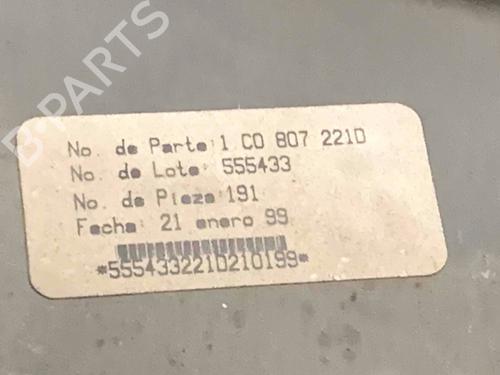 B-PARTS
No. de Parte: 1 C0 807 221D
No. de Lote: 555433
No. de Pieza: 191
Fecha: 21 enero 99
*555433221D210199*